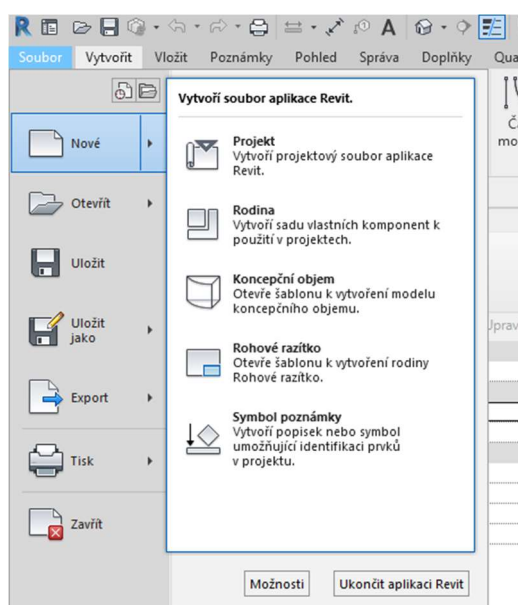 Soubor Vytvořit Vložit Poznámky Pohled Správa Doplňky
Vytvoří soubor aplikace Revit.
Nové
Otevřít
Uložit
Uložit
jako
Export
Tisk
Zavřít
Projekt
Vytvoří projektový soubor aplikace
Revit.
Rodina
Vytvoří sadu vlastních komponent k
použití v projektech.
Koncepční objem
Otevře šablonu k vytvoření modelu
koncepčního objemu.
Rohové razítko
Otevře šablonu k vytvoření rodiny
Rohové razítko.
Symbol poznámky
Vytvoří popisek nebo symbol
umožňující identifikaci prvků
v projektu.
Možnosti Ukončit aplikaci Revit